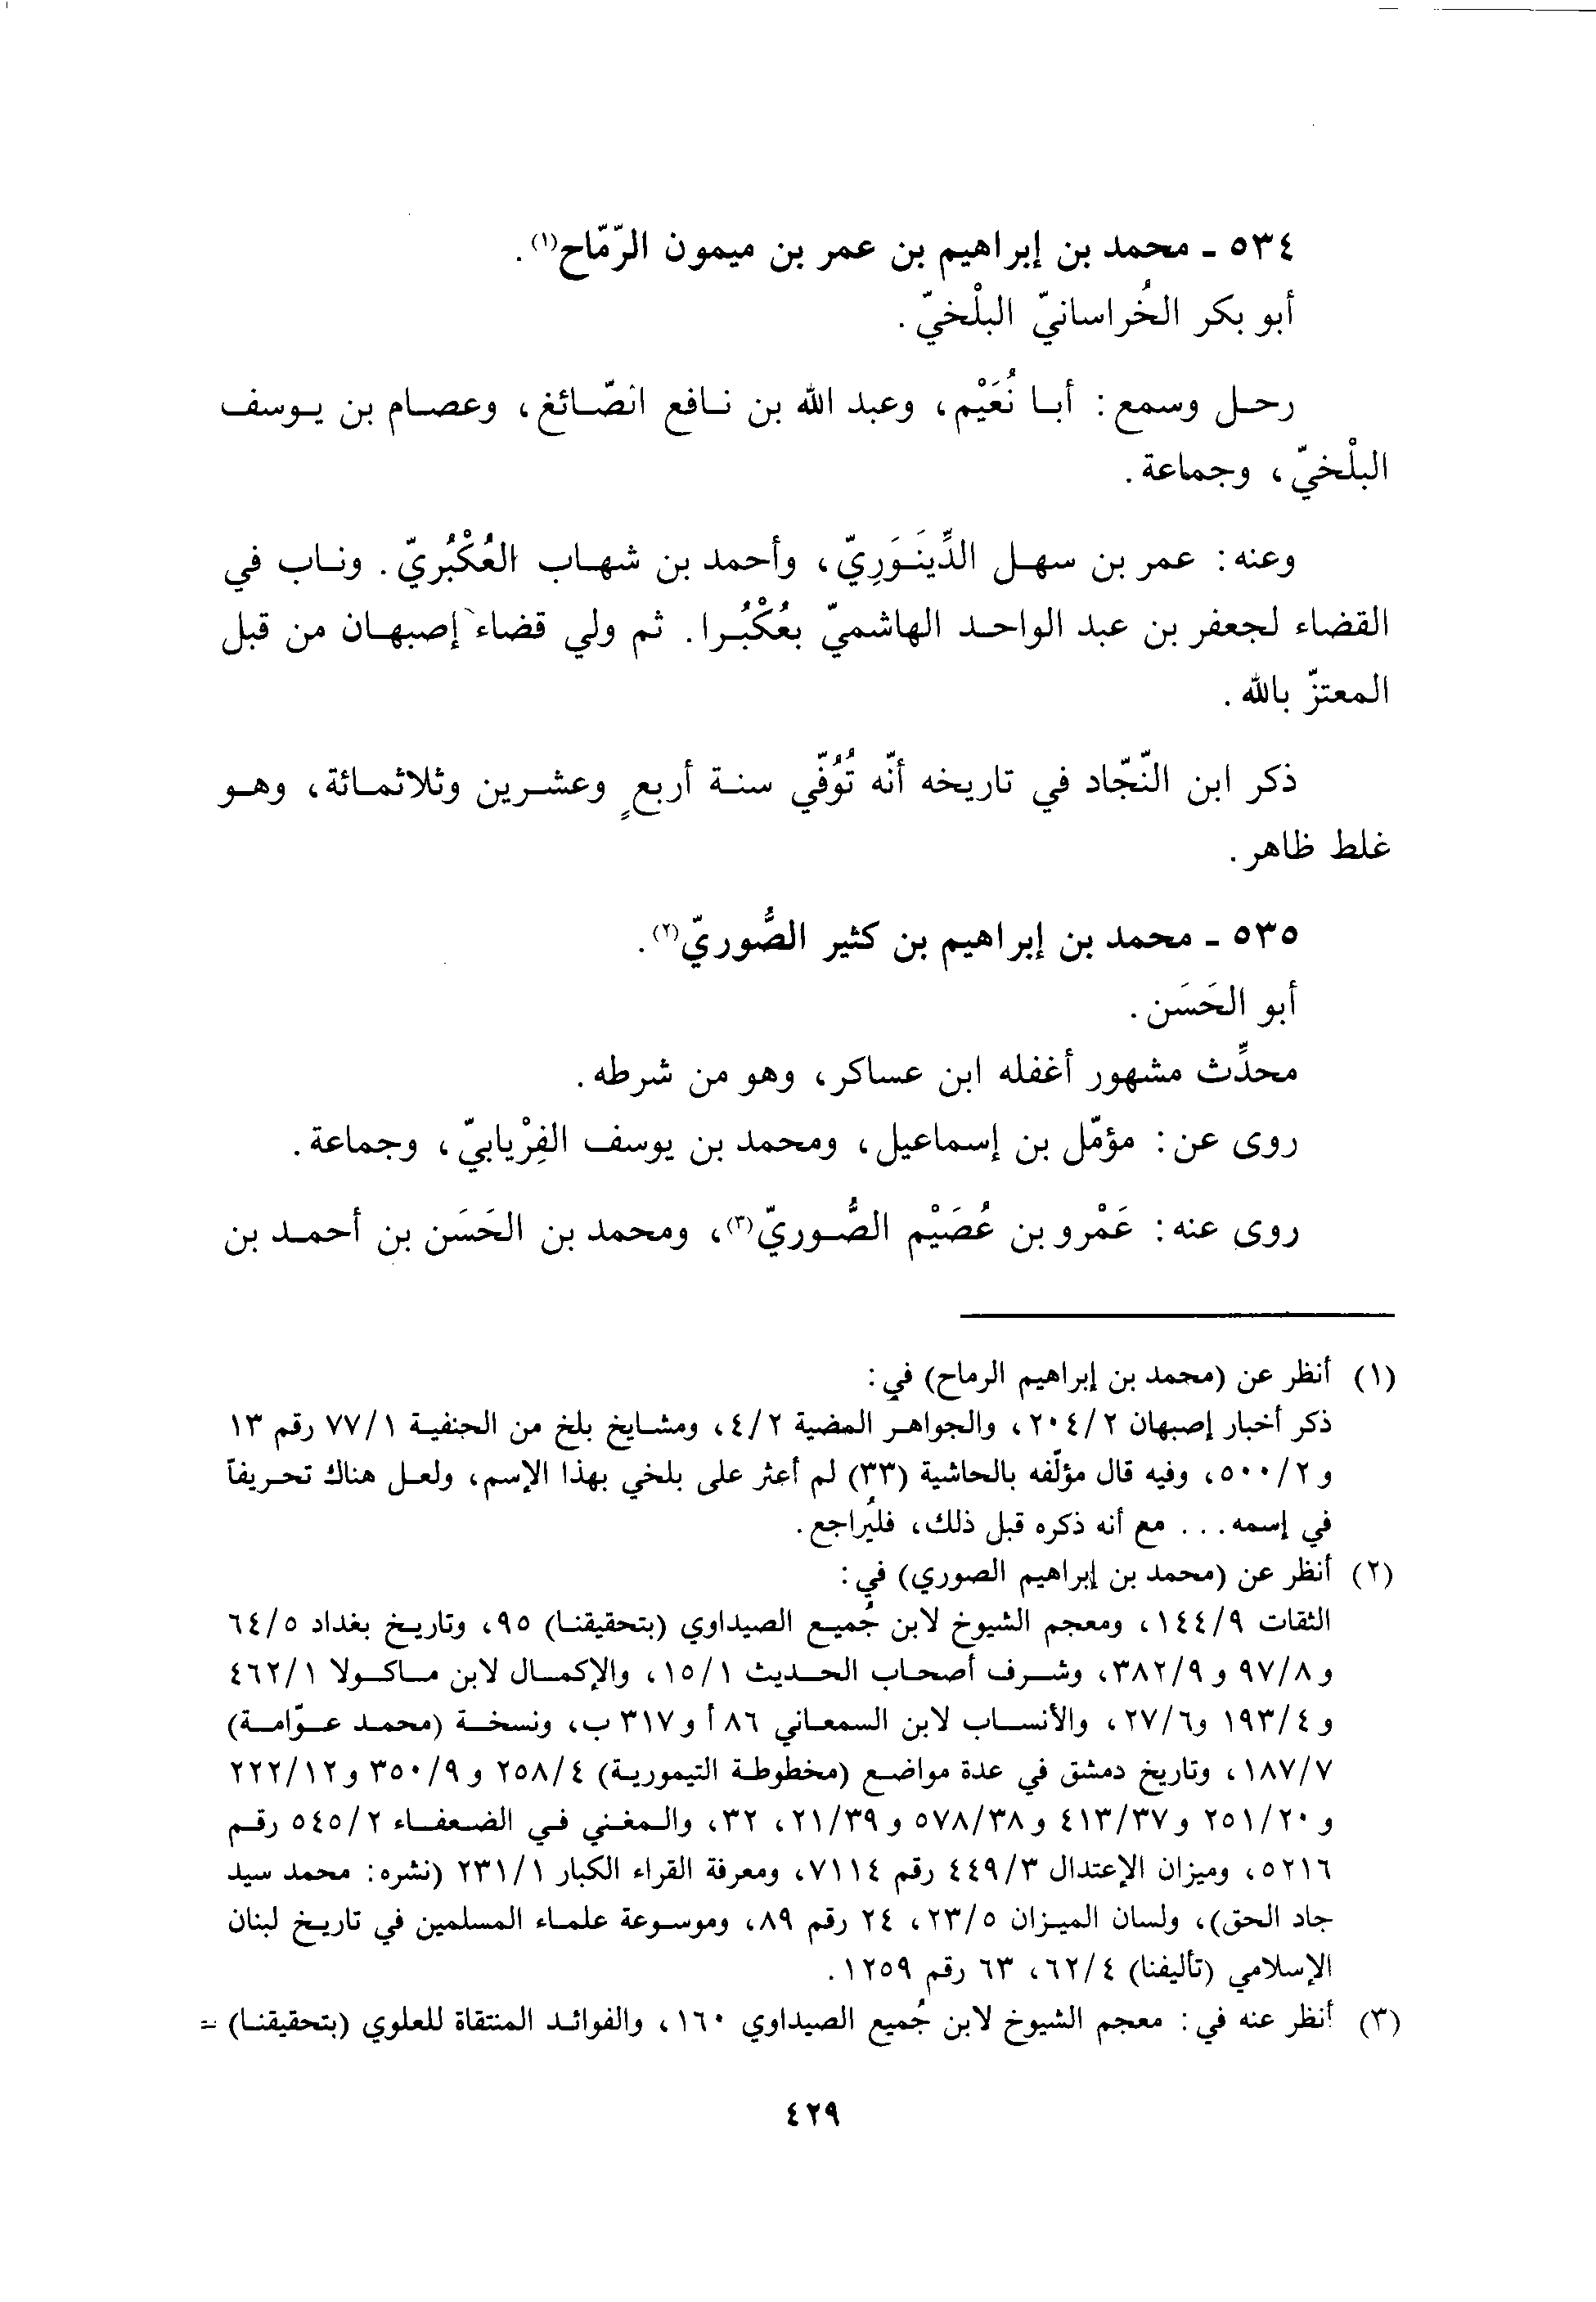 ٥٣٤ ـ محمد بن إبراهيم بن عمر بن ميمون الرّمّاح(١).
أبو بكر الخُراسانيّ البلْخيّ.
رحل وسمع: أبا نُعَيْم، وعبد الله بن نافع الصّائغ، وعصام بن يوسف
البلْخيّ، وجماعة.
وعنه: عمر بن سهل الدِّينَوَرِيّ، وأحمد بن شهاب العُكْبُريّ. وناب في
القضاء لجعفر بن عبد الواحد الهاشميّ بعُكْبُرا. ثم ولي قضاء إصبهان من قبل
المعتزّ بالله.
ذكر ابن النّجّاد في تاريخه أنّه تُوُفّي سنة أربعٍ وعشرين وثلاثمائة، وهو
غلط ظاهر.
٥٣٥ ـ محمد بن إبراهيم بن كثير الصُّوريّ(٢).
أبو الحَسَن.
محدِّث مشهور أغفله ابن عساكر، وهو من شرطه.
روى عن: مؤمّل بن إسماعيل، ومحمد بن يوسف الفِرْيابيّ، وجماعة.
روى عنه: عَمْرو بن عُصَيْم الصُّوريّ(٣)، ومحمد بن الحَسَن بن أحمد بن
(١) أنظر عن (محمد بن إبراهيم الرماح) في:
ذكر أخبار إصبهان ٢٠٤/٢، والجواهر المضية ٤/٢، ومشايخ بلخ من الحنفية ٧٧/١ رقم ١٣
و ٥٠٠/٢، وفيه قال مؤلّفه بالحاشية (٣٣) لم أعثر على بلخي بهذا الإسم، ولعل هناك تحريفاً
في إسمه... مع أنه ذكره قبل ذلك، فليُراجع.
(٢) أنظر عن (محمد بن إبراهيم الصوري) في:
الثقات ١٤٤/٩، ومعجم الشيوخ لابن جُميع الصيداوي (بتحقيقنا) ٩٥، وتاريخ بغداد ٦٤/٥
و ٩٧/٨ و ٣٨٢/٩، وشرف أصحاب الحديث ١٥/١، والإكمال لابن ماكولا ٤٦٢/١
و ١٩٣/٤ و٢٧/٦، والأنساب لابن السمعاني ٨٦ أ و ٣١٧ ب، ونسخة (محمد عوّامة)
١٨٧/٧، وتاريخ دمشق في عدة مواضع (مخطوطة التيمورية) ٢٥٨/٤ و ٣٥٠/٩ و ٢٢٢/١٢
و ٢٥١/٢٠ و ٤١٣/٣٧ و ٥٧٨/٣٨ و ٢١/٣٩، ٣٢، والمغني في الضعفاء ٥٤٥/٢ رقم
٥٢١٦، وميزان الإعتدال ٤٤٩/٣ رقم ٧١١٤، ومعرفة القراء الكبار ٢٣١/١ (نشره: محمد سيد
جاد الحق)، ولسان الميزان ٢٣/٥، ٢٤ رقم ٨٩، وموسوعة علماء المسلمين في تاريخ لبنان
الإسلامي (تأليفنا) ٦٢/٤، ٦٣ رقم ١٢٥٩.
(٣) أنظر عنه في: معجم الشيوخ لابن جُميع الصيداوي ١٦٠، والفوائد المنتقاة للعلوي (بتحقيقنا) =
٤٢٩